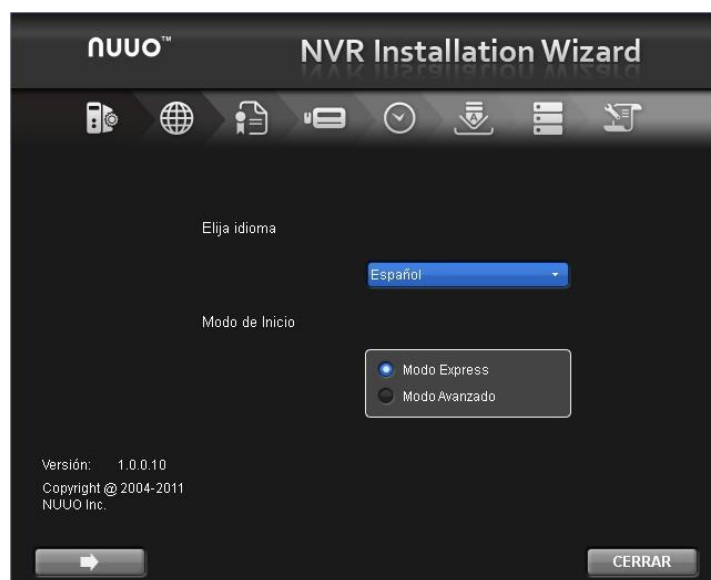 nuuo™
NVR Installation Wizard
Elija idioma
Español
Modo de Inicio
Modo Express
Modo Avanzado
Versión: 1.0.0.10
Copyright @ 2004-2011
NUUO Inc.
CERRAR